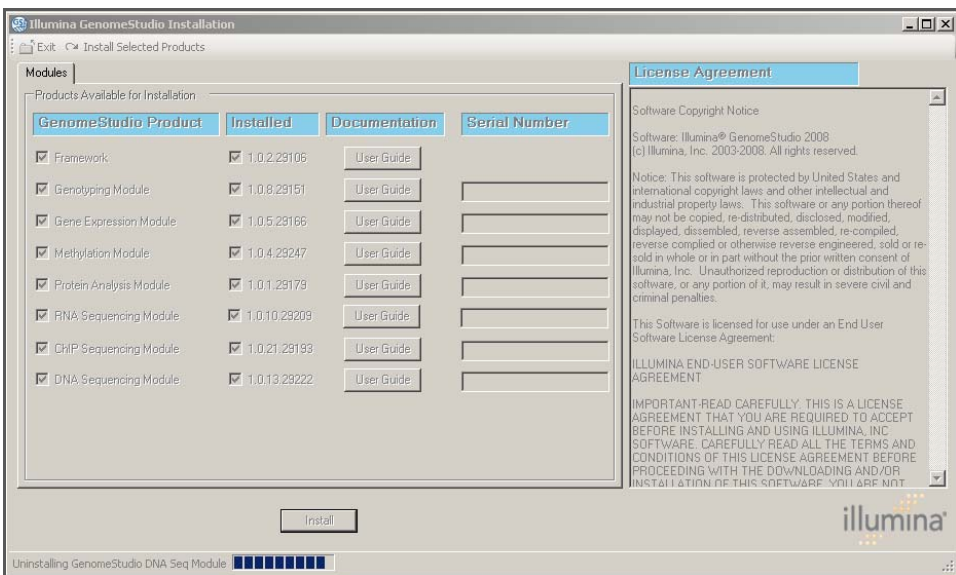 Illumina GenomeStudio Installation
Exit Install Selected Products
Modules
Products Available for Installation
GenomeStudio Product Installed Documentation Serial Number
Framework 1.0.2.29106 User Guide
Genotyping Module 1.0.8.29151 User Guide
Gene Expression Module 1.0.5.29166 User Guide
Methylation Module 1.0.4.29247 User Guide
Protein Analysis Module 1.0.1.29179 User Guide
RNA Sequencing Module 1.0.10.29209 User Guide
ChIP Sequencing Module 1.0.21.29193 User Guide
DNA Sequencing Module 1.0.13.29222 User Guide
License Agreement
Software Copyright Notice
Software: Illumina® GenomeStudio 2008
(c) Illumina, Inc. 2003-2008. All rights reserved.
Notice: This software is protected by United States and
international copyright laws and other intellectual and
industrial property laws. This software or any portion thereof
may not be copied, re-distributed, disclosed, modified,
displayed, dissembled, reverse assembled, re-compiled,
reverse complied or otherwise reverse engineered, sold or re-
sold in whole or in part without the prior written consent of
Illumina, Inc. Unauthorized reproduction or distribution of this
software, or any portion of it, may result in severe civil and
criminal penalties.
This Software is licensed for use under an End User
Software License Agreement:
ILLUMINA END-USER SOFTWARE LICENSE
AGREEMENT
IMPORTANT-READ CAREFULLY. THIS IS A LICENSE
AGREEMENT THAT YOU ARE REQUIRED TO ACCEPT
BEFORE INSTALLING AND USING ILLUMINA, INC
SOFTWARE. CAREFULLY READ ALL THE TERMS AND
CONDITIONS OF THIS LICENSE AGREEMENT BEFORE
PROCEEDING WITH THE DOWNLOADING AND/OR
INSTALLATION OF THIS SOFTWARE. YOU ARE NOT
Install
illumina
Uninstalling GenomeStudio DNA Seq Module